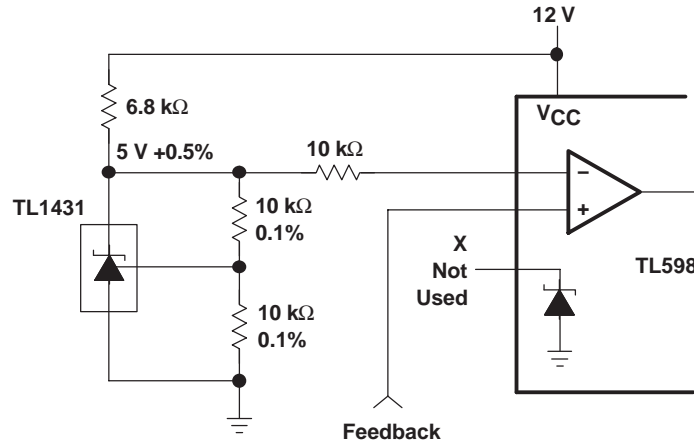 12 V
6.8 kΩ
VCC
5 V +0.5%
10 kΩ
−
TL1431
10 kΩ
0.1%
+
X
Not
Used
TL598
10 kΩ
0.1%
Feedback